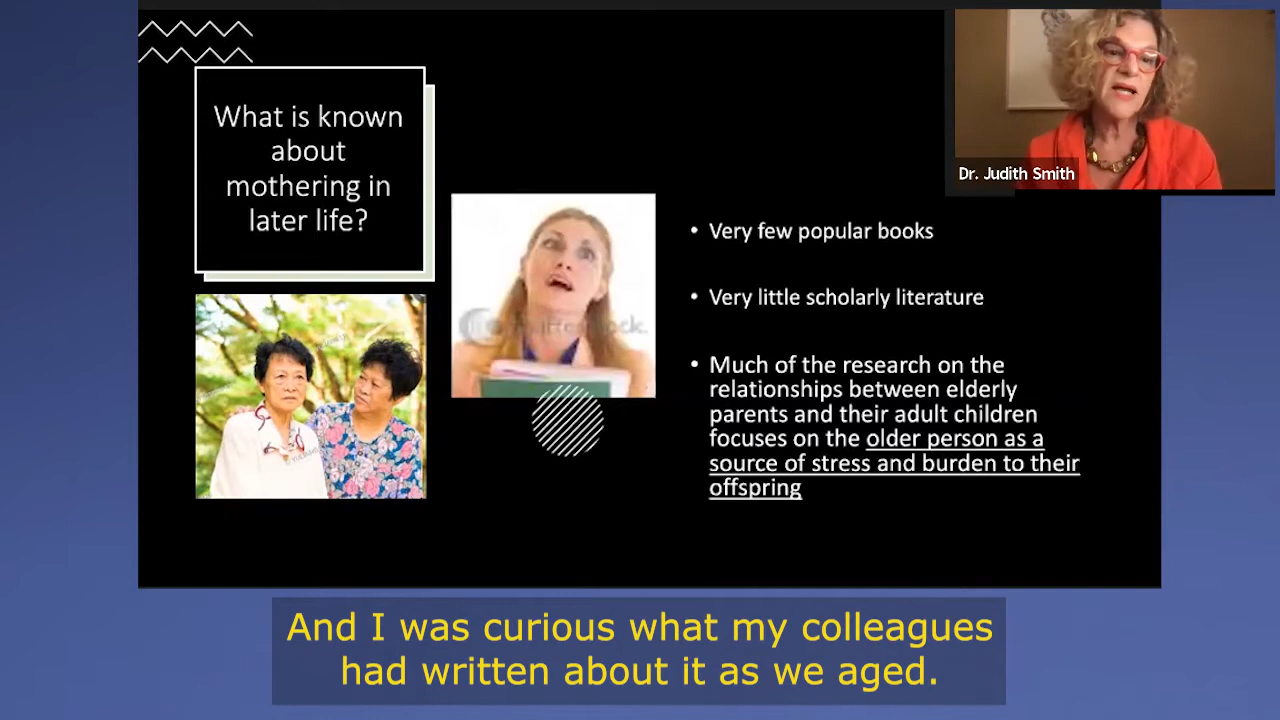 What is known
about
mothering in
later life?
Dr. Judith Smith
• Very few popular books
• Very little scholarly literature
• Much of the research on the
relationships between elderly
parents and their adult children
focuses on the older person as a
source of stress and burden to their
offspring
And I was curious what my colleagues
had written about it as we aged.